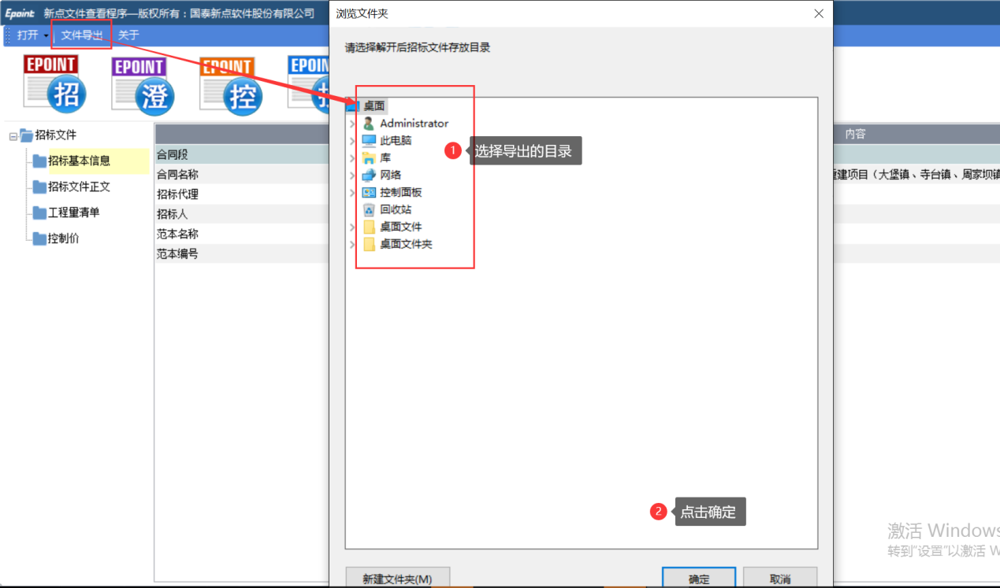 Epoint 新点文件查看程序—版权所有：国泰新点软件股份有限公司
打开 文件导出 关于
EPOINT 招
EPOINT 澄
EPOINT 控
EPOIN
招标文件
招标基本信息
招标文件正文
工程量清单
控制价
合同段
合同名称
招标代理
招标人
范本名称
范本编号
浏览文件夹
请选择解开后招标文件存放目录
桌面
Administrator
此电脑
库
网络
控制面板
回收站
桌面文件
桌面文件夹
1 选择导出的目录
2 点击确定
新建文件夹(M) 确定 取消
内容
重建项目（大堡镇、寺台镇、周家坝镇
激活 Windows
转到"设置"以激活 W